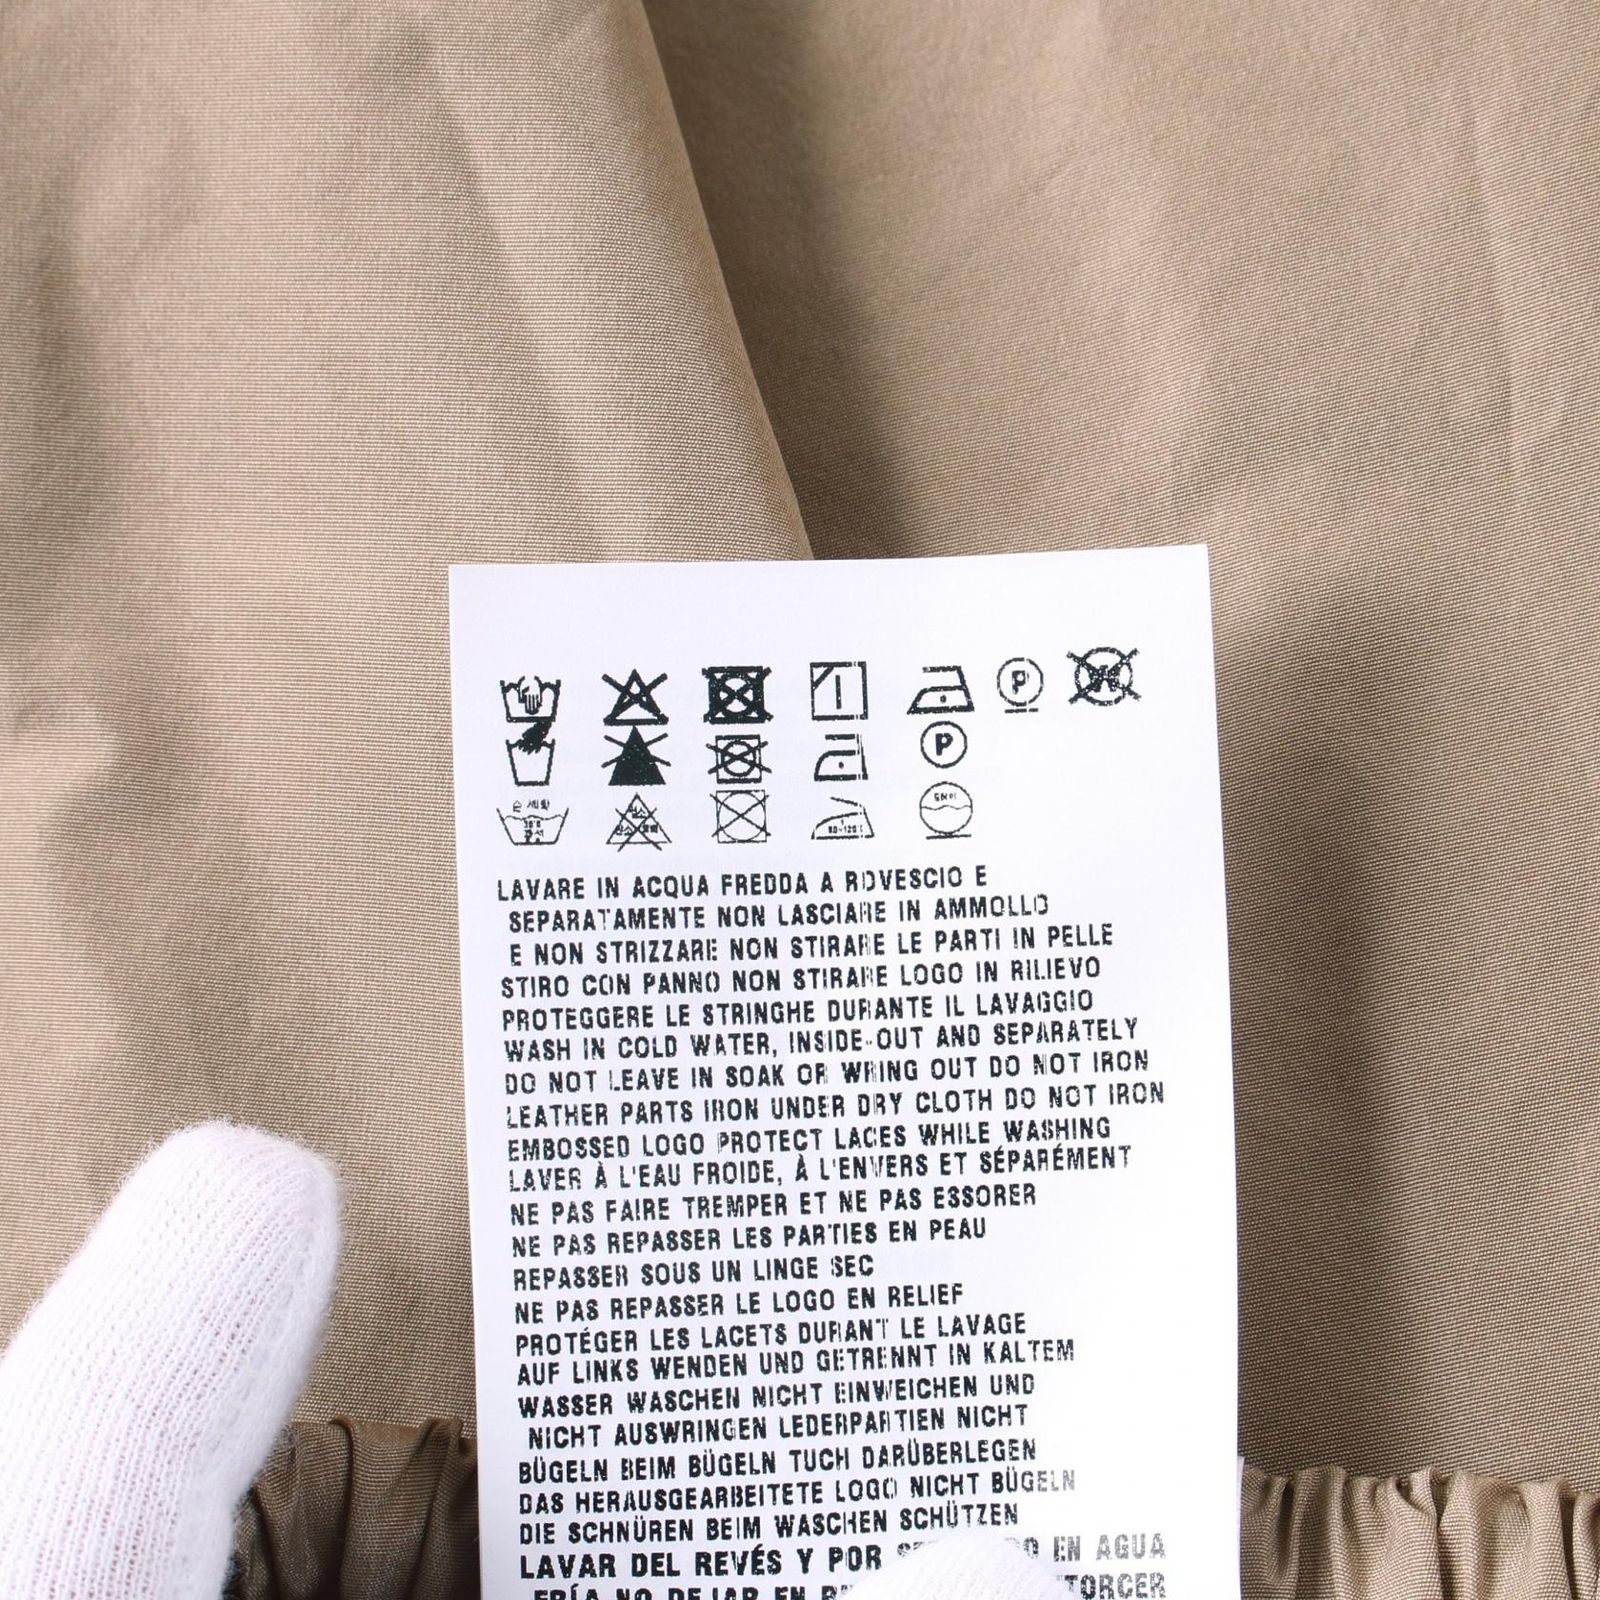 P
P
LAVARE IN ACQUA FREDDA A ROVESCIO E
SEPARATAMENTE NON LASCIARE IN AMMOLLO
E NON STRIZZARE NON STIRARE LE PARTI IN PELLE
STIRO CON PANNO NON STIRARE LOGO IN RILIEVO
PROTEGGERE LE STRINGHE DURANTE IL LAVAGGIO
WASH IN COLD WATER, INSIDE-OUT AND SEPARATELY
DO NOT LEAVE IN SOAK OR WRING OUT DO NOT IRON
LEATHER PARTS IRON UNDER DRY CLOTH DO NOT IRON
EMBOSSED LOGO PROTECT LACES WHILE WASHING
LAVER À L'EAU FROIDE, À L'ENVERS ET SÉPARÉMENT
NE PAS FAIRE TREMPER ET NE PAS ESSORER
NE PAS REPASSER LES PARTIES EN PEAU
REPASSER SOUS UN LINGE SEC
NE PAS REPASSER LE LOGO EN RELIEF
PROTÉGER LES LACETS DURANT LE LAVAGE
AUF LINKS WENDEN UND GETRENNT IN KALTEM
WASSER WASCHEN NICHT EINWEICHEN UND
NICHT AUSWRINGEN LEDERPARTIEN NICHT
BÜGELN BEIM BÜGELN TUCH DARÜBERLEGEN
DAS HERAUSGEARBEITETE LOGO NICHT BÜGELN
DIE SCHNÜREN BEIM WASCHEN SCHÜTZEN
LAVAR DEL REVÉS Y POR EN AGUA
FRÍA NO DEJAR EN